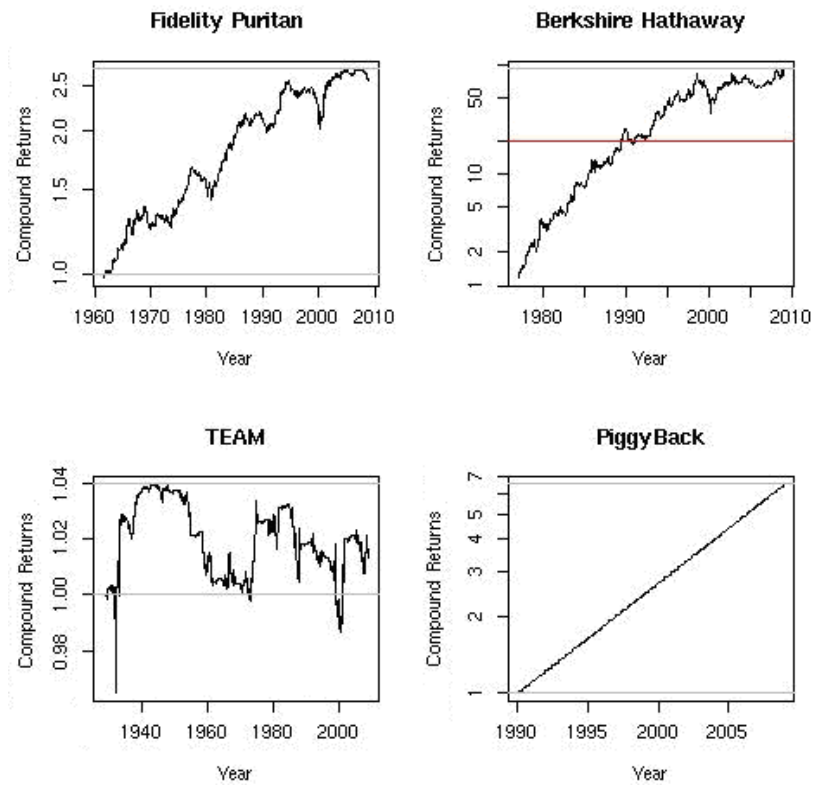 Fidelity Puritan
Compound Returns
1.0 1.5 2.0 2.5
1960 1970 1980 1990 2000 2010
Year
Berkshire Hathaway
Compound Returns
1 2 5 10 20 50
1980 1990 2000 2010
Year
TEAM
Compound Returns
0.98 1.00 1.02 1.04
1940 1960 1980 2000
Year
PiggyBack
Compound Returns
1 2 3 4 5 7
1990 1995 2000 2005
Year